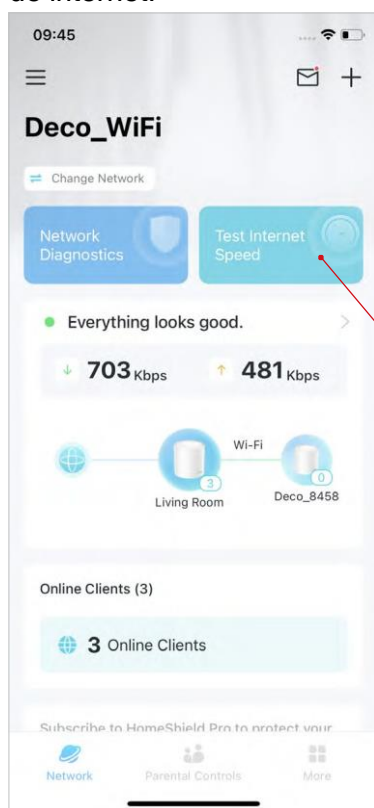 de internet.
09:45
Deco_WiFi
Change Network
Network
Diagnostics
Test Internet
Speed
Everything looks good.
703 Kbps
481 Kbps
Wi-Fi
3
0
Living Room
Deco_8458
Online Clients (3)
3 Online Clients
Subscribe to HomeShield Pro to protect your
Network
Parental Controls
More